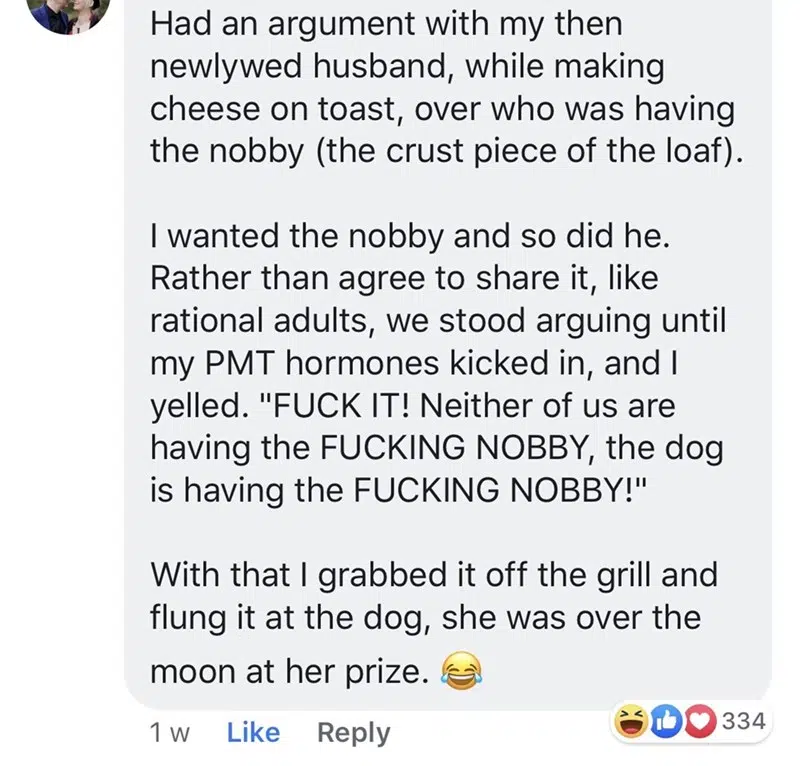 Had an argument with my then
newlywed husband, while making
cheese on toast, over who was having
the nobby (the crust piece of the loaf).
I wanted the nobby and so did he.
Rather than agree to share it, like
rational adults, we stood arguing until
my PMT hormones kicked in, and I
yelled. "FUCK IT! Neither of us are
having the FUCKING NOBBY, the dog
is having the FUCKING NOBBY!"
With that I grabbed it off the grill and
flung it at the dog, she was over the
moon at her prize. 😂
1 w Like Reply 334